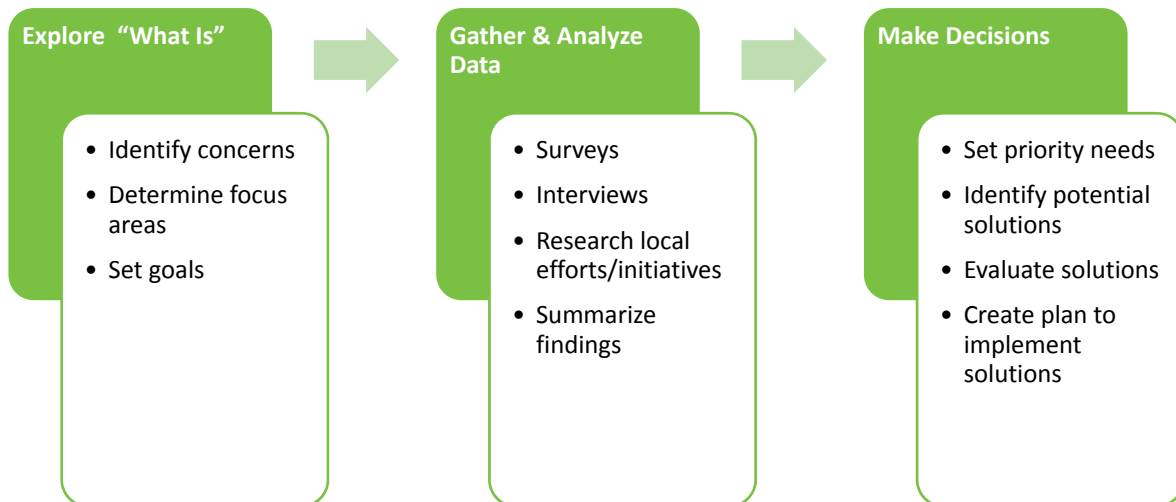 Explore  “What Is”
• Identify concerns
• Determine focus
areas
• Set goals
Gather & Analyze
Data
• Surveys
• Interviews
• Research local
efforts/initiatives
• Summarize
findings
Make Decisions
• Set priority needs
• Identify potential
solutions
• Evaluate solutions
• Create plan to
implement
solutions